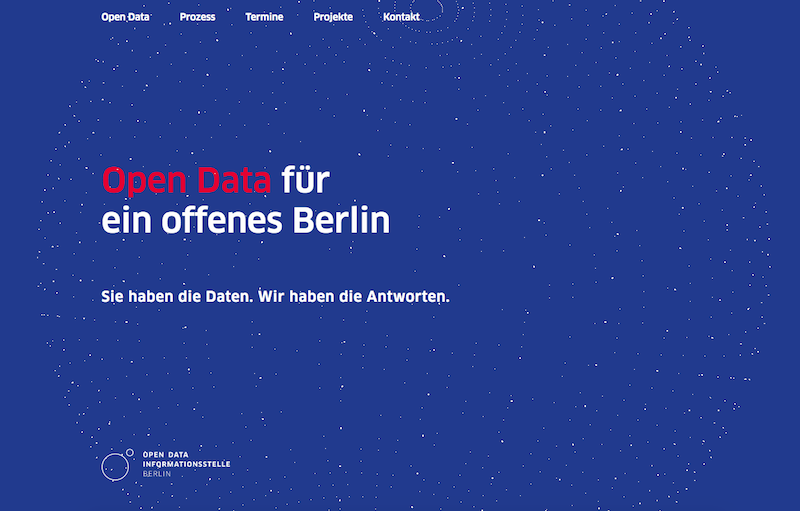 Open Data
Prozess
Termine
Projekte
Kontakt
Open Data für
ein offenes Berlin
Sie haben die Daten. Wir haben die Antworten.
OPEN DATA
INFORMATIONSSTELLE
BERLIN